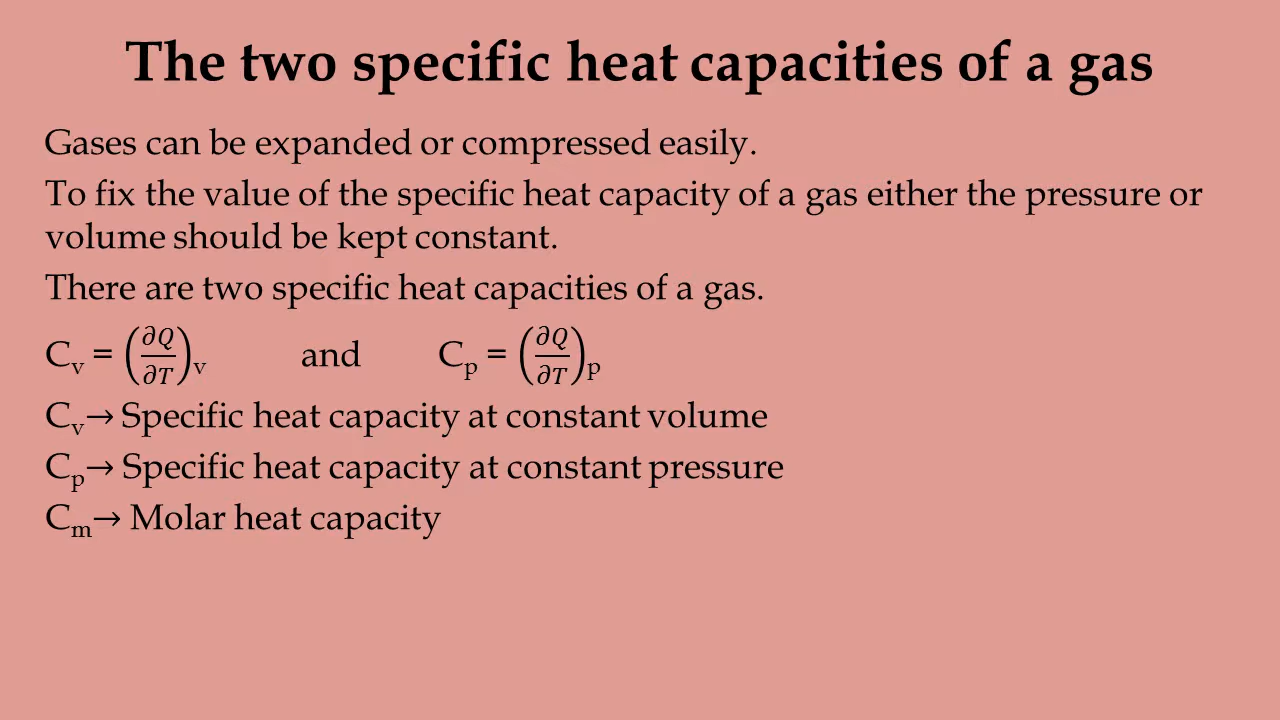 The two specific heat capacities of a gas
Gases can be expanded or compressed easily.
To fix the value of the specific heat capacity of a gas either the pressure or
volume should be kept constant.
There are two specific heat capacities of a gas.
Cᵥ = (∂Q/∂T)ᵥ and Cₚ = (∂Q/∂T)ₚ
Cᵥ→ Specific heat capacity at constant volume
Cₚ→ Specific heat capacity at constant pressure
Cₘ→ Molar heat capacity